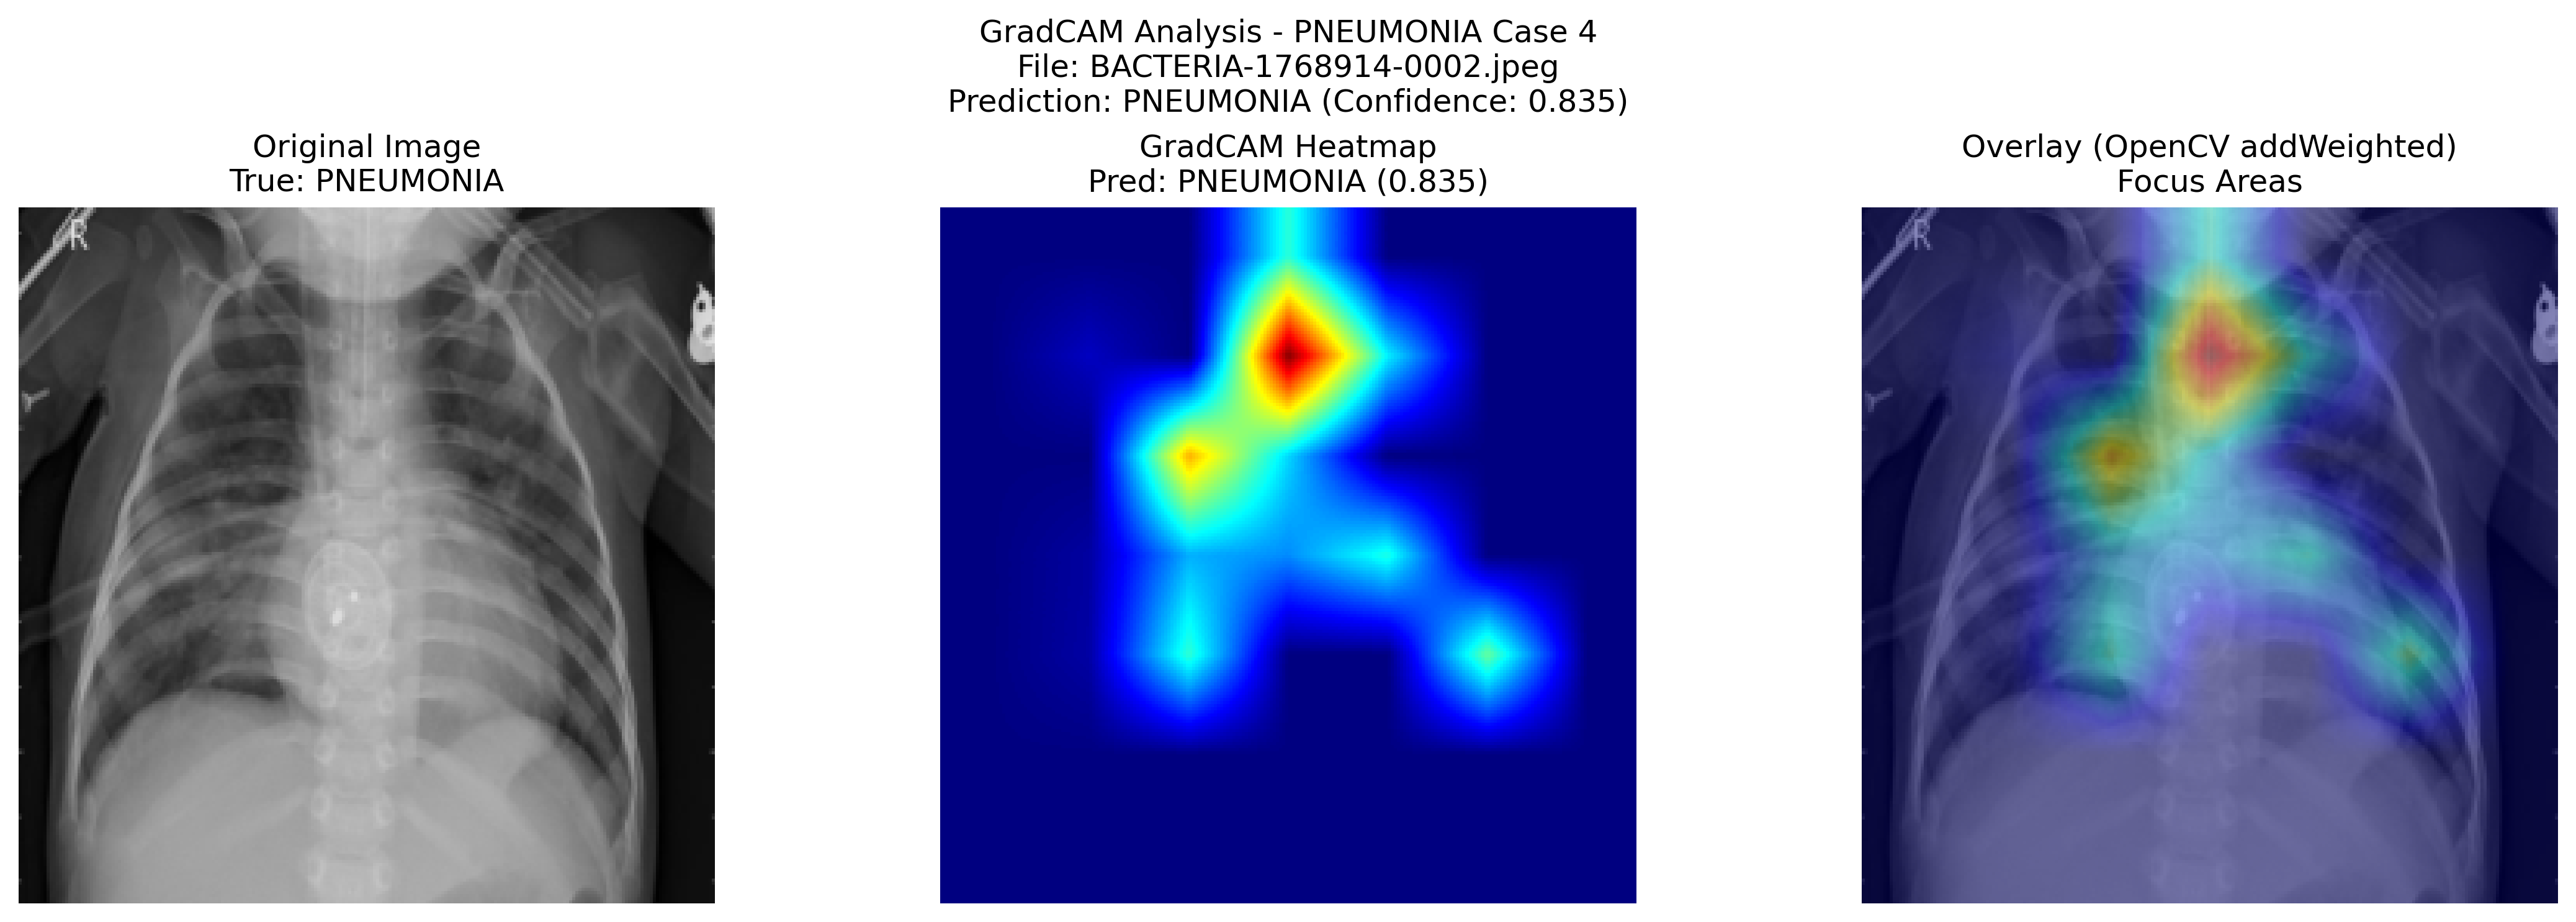 GradCAM Analysis - PNEUMONIA Case 4
File: BACTERIA-1768914-0002.jpeg
Prediction: PNEUMONIA (Confidence: 0.835)
Original Image
True: PNEUMONIA
GradCAM Heatmap
Pred: PNEUMONIA (0.835)
Overlay (OpenCV addWeighted)
Focus Areas
R
R